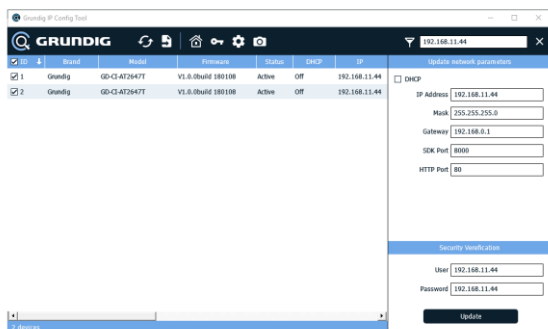 Grundig IP Config Tool
GRUNDIG
192.168.11.44
ID Brand Model Firmware Status DHCP IP
1 Grundig GD-CI-AT2647T V1.0.0build 180108 Active Off 192.168.11.44
2 Grundig GD-CI-AT2647T V1.0.0build 180108 Active Off 192.168.11.44
Update network parameters
DHCP
IP Address 192.168.11.44
Mask 255.255.255.0
Gateway 192.168.0.1
SDK Port 8000
HTTP Port 80
Security Verification
User 192.168.11.44
Password 192.168.11.44
Update
2 devices